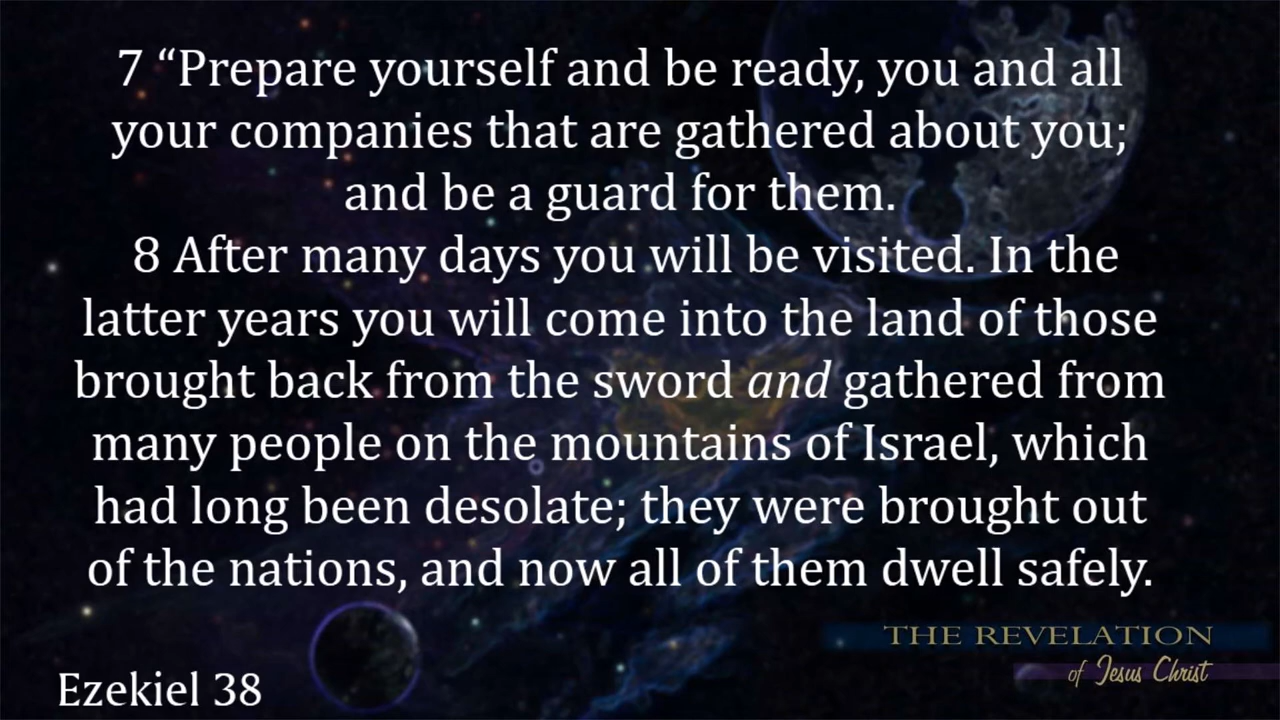 7 “Prepare yourself and be ready, you and all
your companies that are gathered about you;
and be a guard for them.
8 After many days you will be visited. In the
latter years you will come into the land of those
brought back from the sword and gathered from
many people on the mountains of Israel, which
had long been desolate; they were brought out
of the nations, and now all of them dwell safely.
THE REVELATION
of Jesus Christ
Ezekiel 38